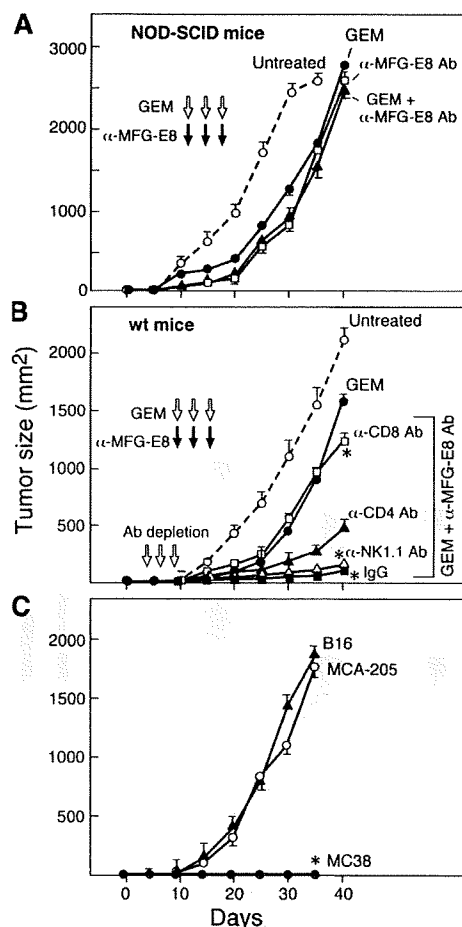 A
NOD-SCID mice
GEM
α-MFG-E8 Ab
GEM +
α-MFG-E8 Ab
Untreated
GEM
α-MFG-E8
3000
2000
1000
0
B
wt mice
Untreated
GEM
α-MFG-E8
GEM
α-CD8 Ab
*
α-CD4 Ab
*α-NK1.1 Ab
* IgG
GEM + α-MFG-E8 Ab
Ab depletion
2000
1500
1000
500
Tumor size (mm²)
C
B16
MCA-205
* MC38
2000
1500
1000
500
0 10 20 30 40
Days